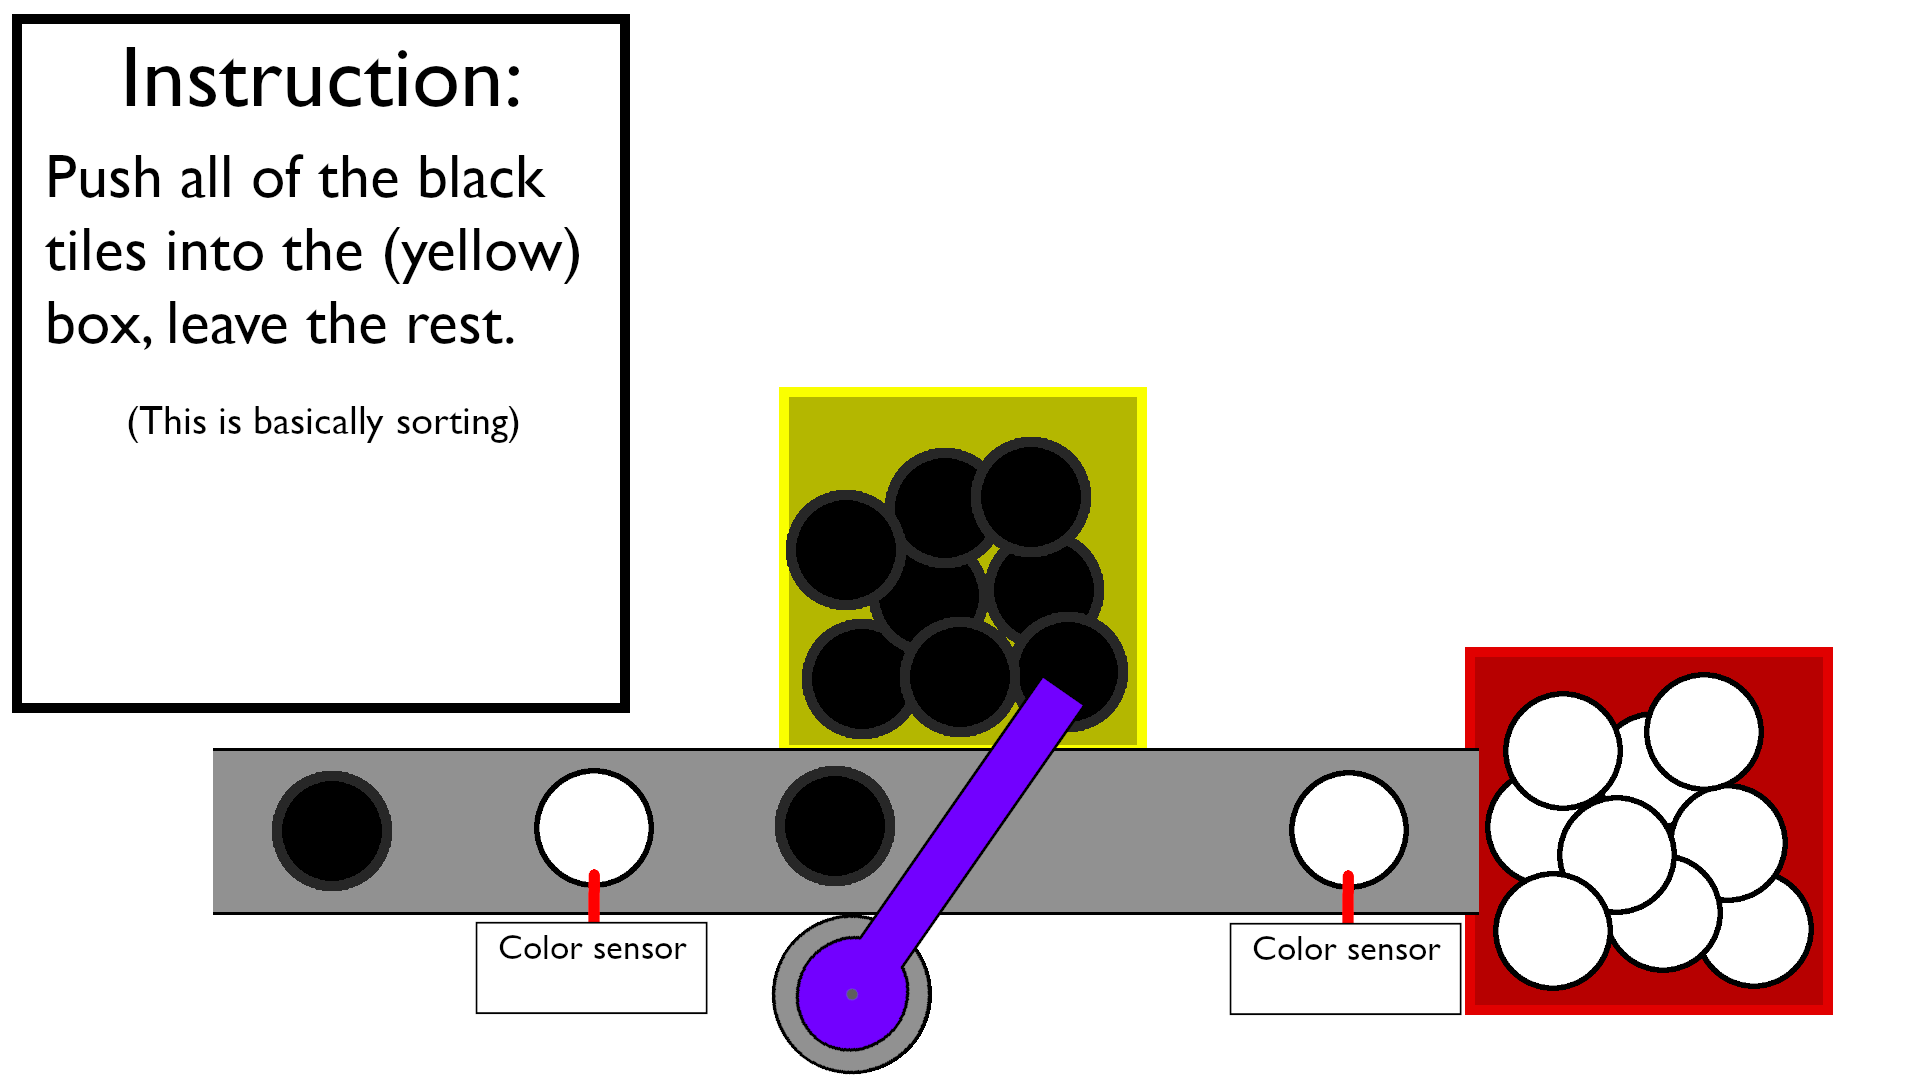 Instruction:
Push all of the black
tiles into the (yellow)
box, leave the rest.
(This is basically sorting)
Color sensor
Color sensor